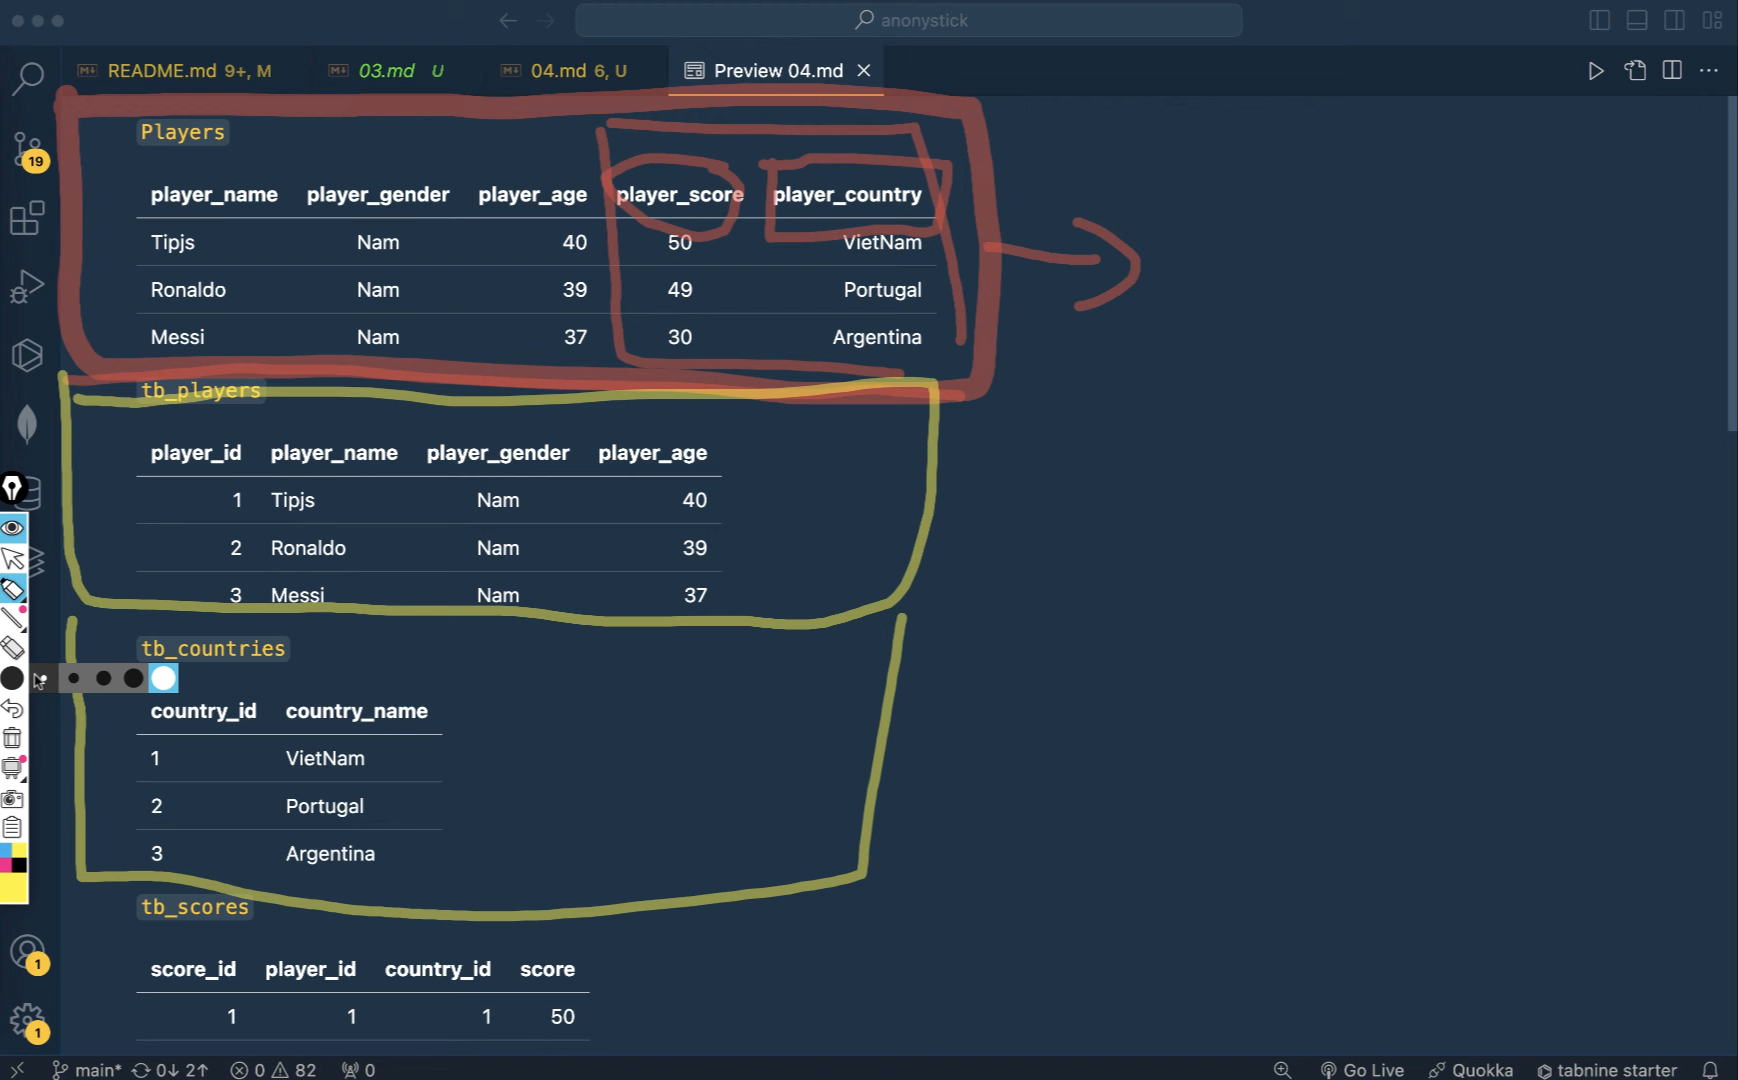 anonystick
README.md 9+, M
03.md U
04.md 6, U
Preview 04.md
Players
player_name player_gender player_age player_score player_country
Tipjs Nam 40 50 VietNam
Ronaldo Nam 39 49 Portugal
Messi Nam 37 30 Argentina
tb_players
player_id player_name player_gender player_age
1 Tipjs Nam 40
2 Ronaldo Nam 39
3 Messi Nam 37
tb_countries
country_id country_name
1 VietNam
2 Portugal
3 Argentina
tb_scores
score_id player_id country_id score
1 1 1 50
19
1
1
main* 0↓ 2↑ 0 82 0 Go Live Quokka tabnine starter